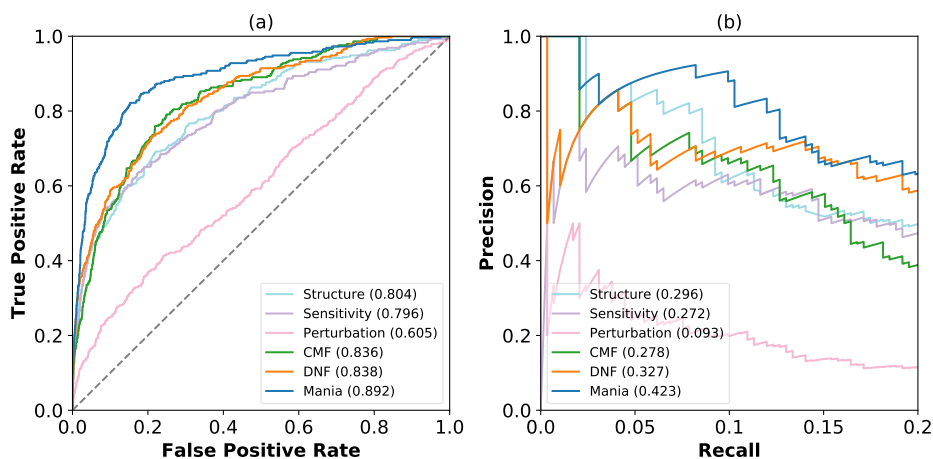 (a)
True Positive Rate
1.0
0.8
0.6
0.4
0.2
0.0
Structure (0.804)
Sensitivity (0.796)
Perturbation (0.605)
CMF (0.836)
DNF (0.838)
Mania (0.892)
0.0 0.2 0.4 0.6 0.8 1.0
False Positive Rate
(b)
Precision
1.0
0.8
0.6
0.4
0.2
0.0
Structure (0.296)
Sensitivity (0.272)
Perturbation (0.093)
CMF (0.278)
DNF (0.327)
Mania (0.423)
0.0 0.05 0.1 0.15 0.2
Recall